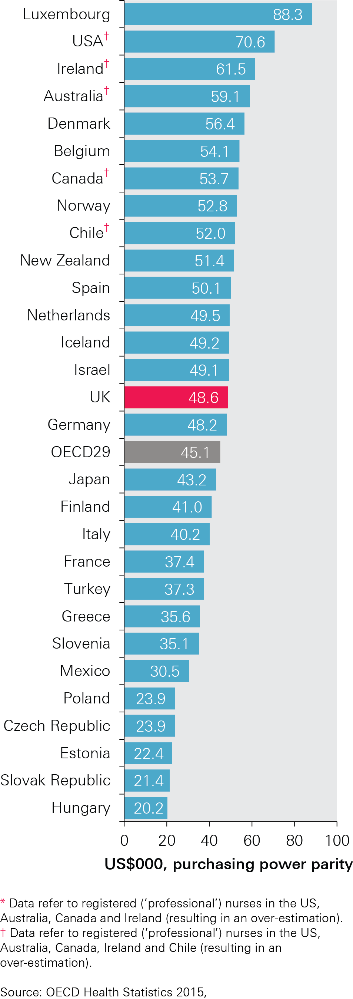 Luxembourg 88.3
USA† 70.6
Ireland† 61.5
Australia† 59.1
Denmark 56.4
Belgium 54.1
Canada† 53.7
Norway 52.8
Chile† 52.0
New Zealand 51.4
Spain 50.1
Netherlands 49.5
Iceland 49.2
Israel 49.1
UK 48.6
Germany 48.2
OECD29 45.1
Japan 43.2
Finland 41.0
Italy 40.2
France 37.4
Turkey 37.3
Greece 35.6
Slovenia 35.1
Mexico 30.5
Poland 23.9
Czech Republic 23.9
Estonia 22.4
Slovak Republic 21.4
Hungary 20.2
0 20 40 60 80 100
US$000, purchasing power parity
* Data refer to registered (’professional’) nurses in the US,
Australia, Canada and Ireland (resulting in an over-estimation).
† Data refer to registered (’professional’) nurses in the US,
Australia, Canada, Ireland and Chile (resulting in an
over-estimation).
Source: OECD Health Statistics 2015,